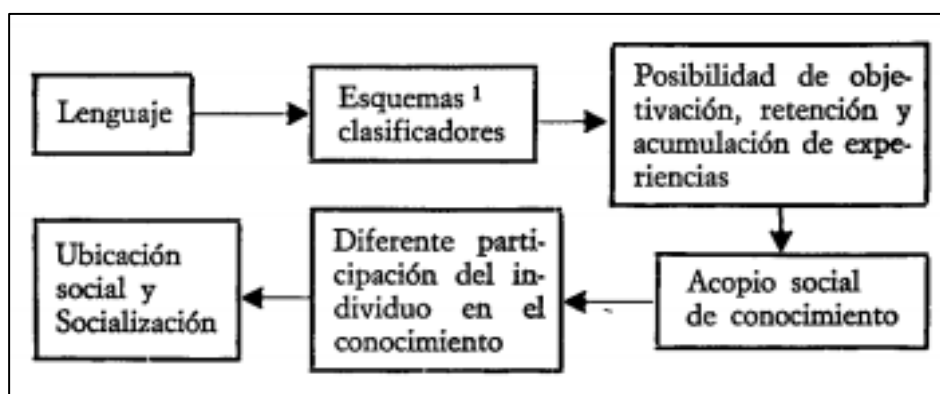 Lenguaje
Esquemas ¹
clasificadores
Posibilidad de obje-
tivación, retención y
acumulación de expe-
riencias
Acopio social
de conocimiento
Diferente parti-
cipación del in-
dividuo en el
conocimiento
Ubicación
social y
Socialización